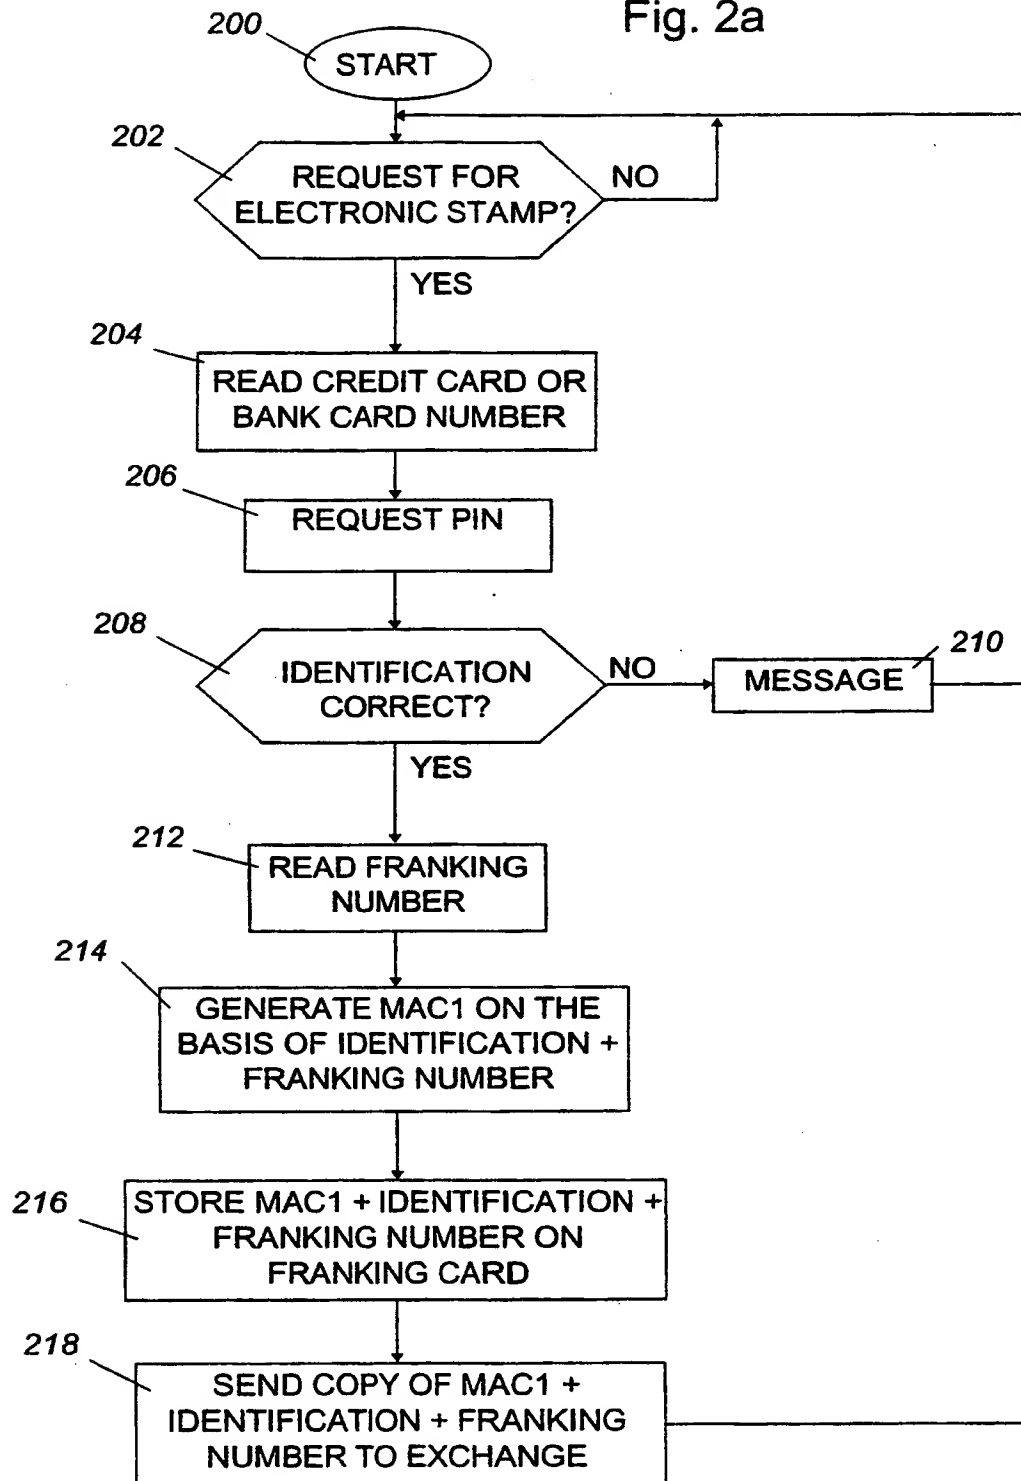 Fig. 2a
200
START
202
REQUEST FOR
ELECTRONIC STAMP?
NO
YES
204
READ CREDIT CARD OR
BANK CARD NUMBER
206
REQUEST PIN
208
IDENTIFICATION
CORRECT?
NO
210
MESSAGE
YES
212
READ FRANKING
NUMBER
214
GENERATE MAC1 ON THE
BASIS OF IDENTIFICATION +
FRANKING NUMBER
216
STORE MAC1 + IDENTIFICATION +
FRANKING NUMBER ON
FRANKING CARD
218
SEND COPY OF MAC1 +
IDENTIFICATION + FRANKING
NUMBER TO EXCHANGE